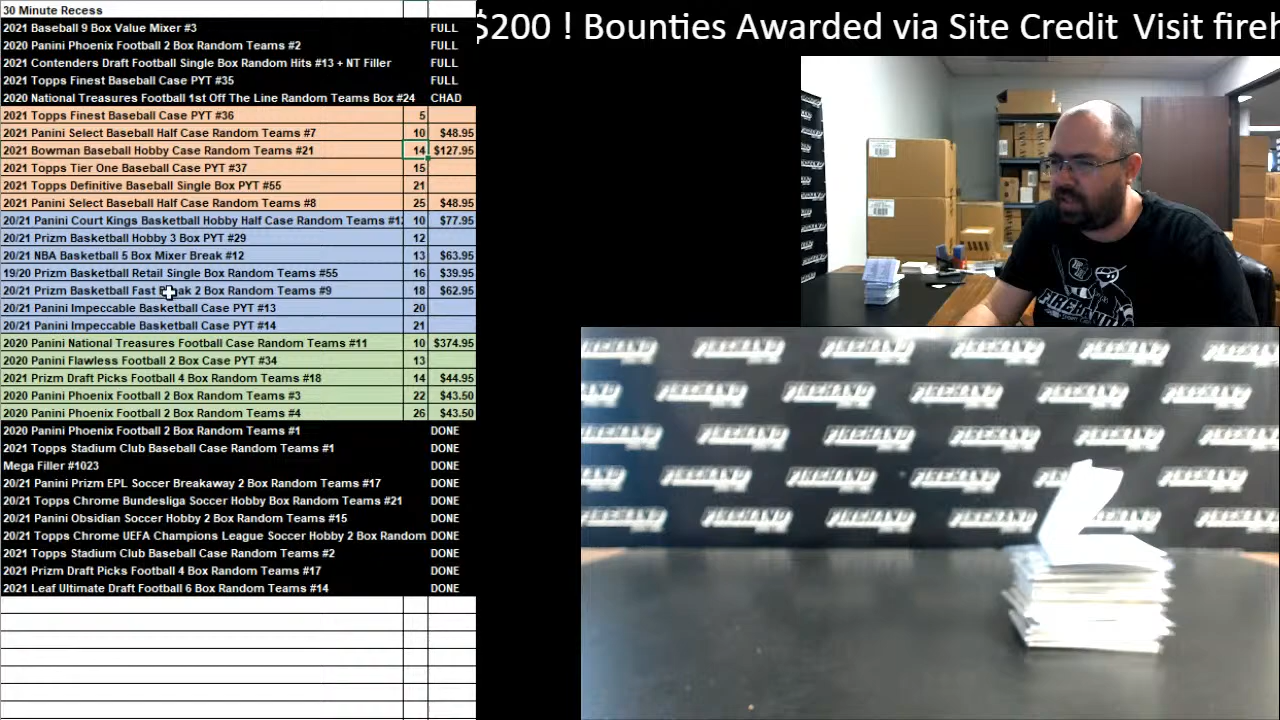 30 Minute Recess
2021 Baseball 9 Box Value Mixer #3 FULL
2020 Panini Phoenix Football 2 Box Random Teams #2 FULL
2021 Contenders Draft Football Single Box Random Hits #13 + NT Filler FULL
2021 Topps Finest Baseball Case PYT #35 FULL
2020 National Treasures Football 1st Off The Line Random Teams Box #24 CHAD
2021 Topps Finest Baseball Case PYT #36 5
2021 Panini Select Baseball Half Case Random Teams #7 10 $48.95
2021 Bowman Baseball Hobby Case Random Teams #21 14 $127.95
2021 Topps Tier One Baseball Case PYT #37 15
2021 Topps Definitive Baseball Single Box PYT #55 21
2021 Panini Select Baseball Half Case Random Teams #8 25 $48.95
20/21 Panini Court Kings Basketball Hobby Half Case Random Teams #12 10 $77.95
20/21 Prizm Basketball Hobby 3 Box PYT #29 12
20/21 NBA Basketball 5 Box Mixer Break #12 13 $63.95
19/20 Prizm Basketball Retail Single Box Random Teams #55 16 $39.95
20/21 Prizm Basketball Fast Break 2 Box Random Teams #9 18 $62.95
20/21 Panini Impeccable Basketball Case PYT #13 20
20/21 Panini Impeccable Basketball Case PYT #14 21
2020 Panini National Treasures Football Case Random Teams #11 10 $374.95
2020 Panini Flawless Football 2 Box Case PYT #34 13
2021 Prizm Draft Picks Football 4 Box Random Teams #18 14 $44.95
2020 Panini Phoenix Football 2 Box Random Teams #3 22 $43.50
2020 Panini Phoenix Football 2 Box Random Teams #4 26 $43.50
2020 Panini Phoenix Football 2 Box Random Teams #1 DONE
2021 Topps Stadium Club Baseball Case Random Teams #1 DONE
Mega Filler #1023 DONE
20/21 Panini Prizm EPL Soccer Breakaway 2 Box Random Teams #17 DONE
20/21 Topps Chrome Bundesliga Soccer Hobby Box Random Teams #21 DONE
20/21 Panini Obsidian Soccer Hobby 2 Box Random Teams #15 DONE
20/21 Topps Chrome UEFA Champions League Soccer Hobby 2 Box Random DONE
2021 Topps Stadium Club Baseball Case Random Teams #2 DONE
2021 Prizm Draft Picks Football 4 Box Random Teams #17 DONE
2021 Leaf Ultimate Draft Football 6 Box Random Teams #14 DONE
$200 ! Bounties Awarded via Site Credit Visit fireh
FIREHAND